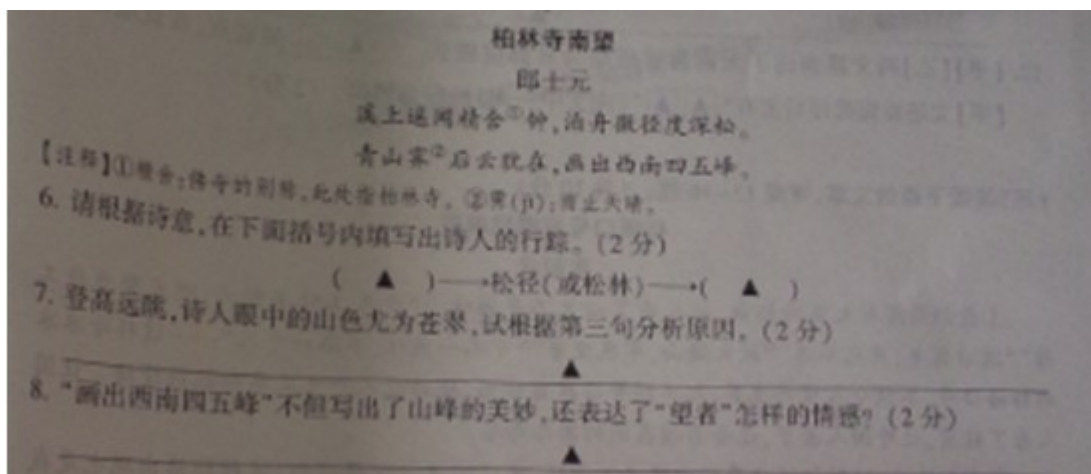 柏林寺南望
郎士元
溪上遥闻精舍①钟,泊舟微径度深松。
青山霁②后云犹在,画出西南四五峰。
【注释】①精舍:佛寺的别称,此处指柏林寺。②霁(jì):雨止天晴。
6. 请根据诗意,在下面括号内填写出诗人的行踪。(2分)
( ▲ )→松径(或松林)→( ▲ )
7. 登高远眺,诗人眼中的山色尤为苍翠,试根据第三句分析原因。(2分)
▲
8. “画出西南四五峰”不但写出了山峰的美妙,还表达了“望者”怎样的情感?(2分)
▲